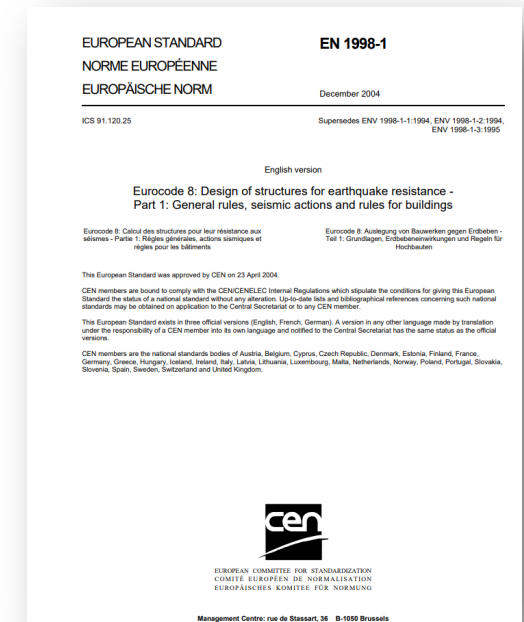 EUROPEAN STANDARD
NORME EUROPÉENNE
EUROPÄISCHE NORM
EN 1998-1
December 2004
ICS 91.120.25
Supersedes ENV 1998-1-1:1994, ENV 1998-1-2:1994,
ENV 1998-1-3:1995
English version
Eurocode 8: Design of structures for earthquake resistance -
Part 1: General rules, seismic actions and rules for buildings
Eurocode 8: Calcul des structures pour leur résistance aux
séismes - Partie 1: Règles générales, actions sismiques et
règles pour les bâtiments
Eurocode 8: Auslegung von Bauwerken gegen Erdbeben -
Teil 1: Grundlagen, Erdbebeneinwirkungen und Regeln für
Hochbauten
This European Standard was approved by CEN on 23 April 2004.
CEN members are bound to comply with the CEN/CENELEC Internal Regulations which stipulate the conditions for giving this European
Standard the status of a national standard without any alteration. Up-to-date lists and bibliographical references concerning such national
standards may be obtained on application to the Central Secretariat or to any CEN member.
This European Standard exists in three official versions (English, French, German). A version in any other language made by translation
under the responsibility of a CEN member into its own language and notified to the Central Secretariat has the same status as the official
versions.
CEN members are the national standards bodies of Austria, Belgium, Cyprus, Czech Republic, Denmark, Estonia, Finland, France,
Germany, Greece, Hungary, Iceland, Ireland, Italy, Latvia, Lithuania, Luxembourg, Malta, Netherlands, Norway, Poland, Portugal, Slovakia,
Slovenia, Spain, Sweden, Switzerland and United Kingdom.
cen
EUROPEAN COMMITTEE FOR STANDARDIZATION
COMITÉ EUROPÉEN DE NORMALISATION
EUROPÄISCHES KOMITEE FÜR NORMUNG
Management Centre: rue de Stassart, 36 B-1050 Brussels